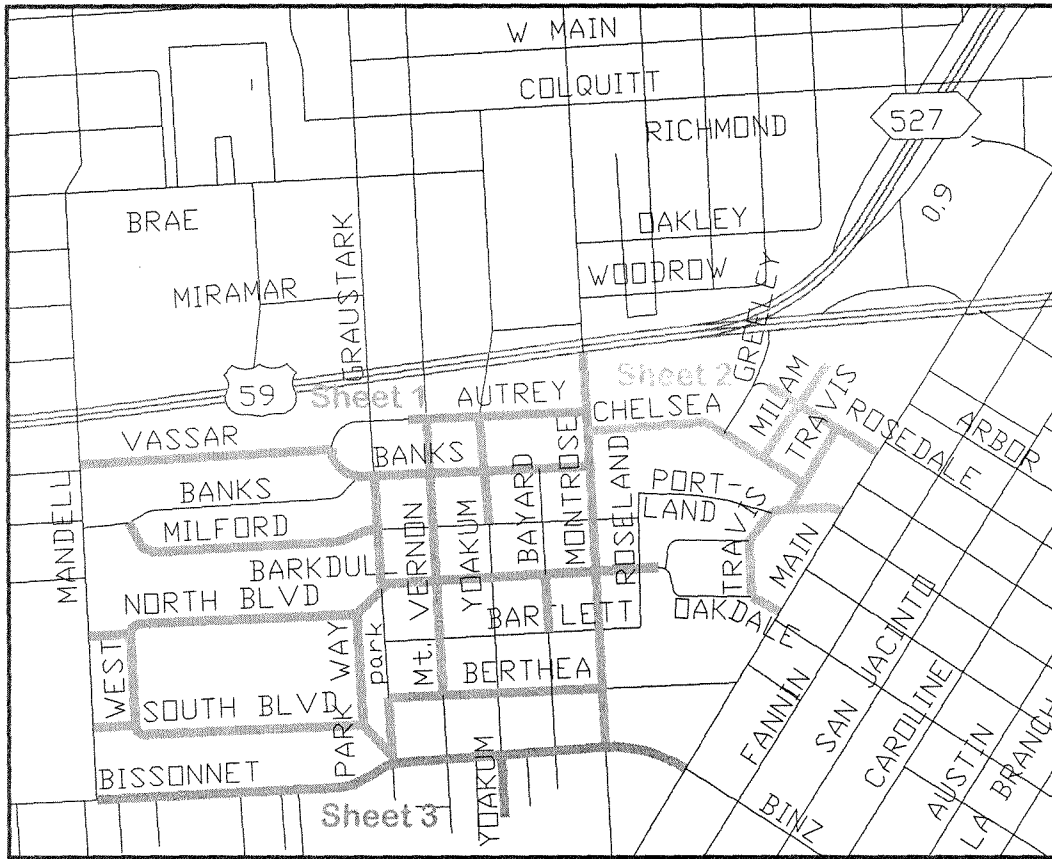 W MAIN
COLQUITT
527
RICHMOND
0.9
BRAE
OAKLEY
GRAUSTARK
WOODROW
MIRAMAR
GREELEY
59
Sheet 1
Sheet 2
AUTREY
CHELSEA
MILAM
TRAVIS
ROSEDALE
ARBOR
VASSAR
BANKS
MONTROSE
BAYARD
ROSELAND
MANDELL
BANKS
PORT-
LAND
MILFORD
VERNON
YOAKUM
TRAVIS
MAIN
BARKDULL
NORTH BLVD
BARTLETT
OAKDALE
SAN JACINTO
WEST
PARK WAY
park
Mt.
BERTHEA
SOUTH BLVD
FANNIN
CAROLINE
AUSTIN
LA BRANCH
BISSONNET
YOAKUM
BINZ
Sheet 3